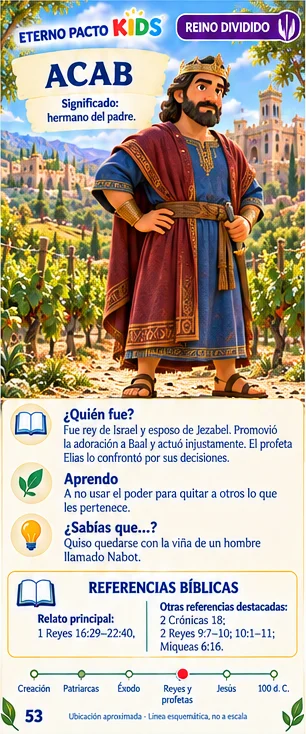 ETERNO PACTO KIDS
REINO DIVIDIDO
ACAB
Significado:
hermano del padre.
¿Quién fue?
Fue rey de Israel y esposo de Jezabel. Promovió
la adoración a Baal y actuó injustamente. El profeta
Elías lo confrontó por sus decisiones.
Aprendo
A no usar el poder para quitar a otros lo que
les pertenece.
¿Sabías que...?
Quiso quedarse con la viña de un hombre
llamado Nabot.
REFERENCIAS BÍBLICAS
Relato principal:
1 Reyes 16:29–22:40,
Otras referencias destacadas:
2 Crónicas 18;
2 Reyes 9:7–10; 10:1–11;
Miqueas 6:16.
Creación
Patriarcas
Éxodo
Reyes y
profetas
Jesús
100 d. C.
53
Ubicación aproximada · Línea esquemática, no a escala